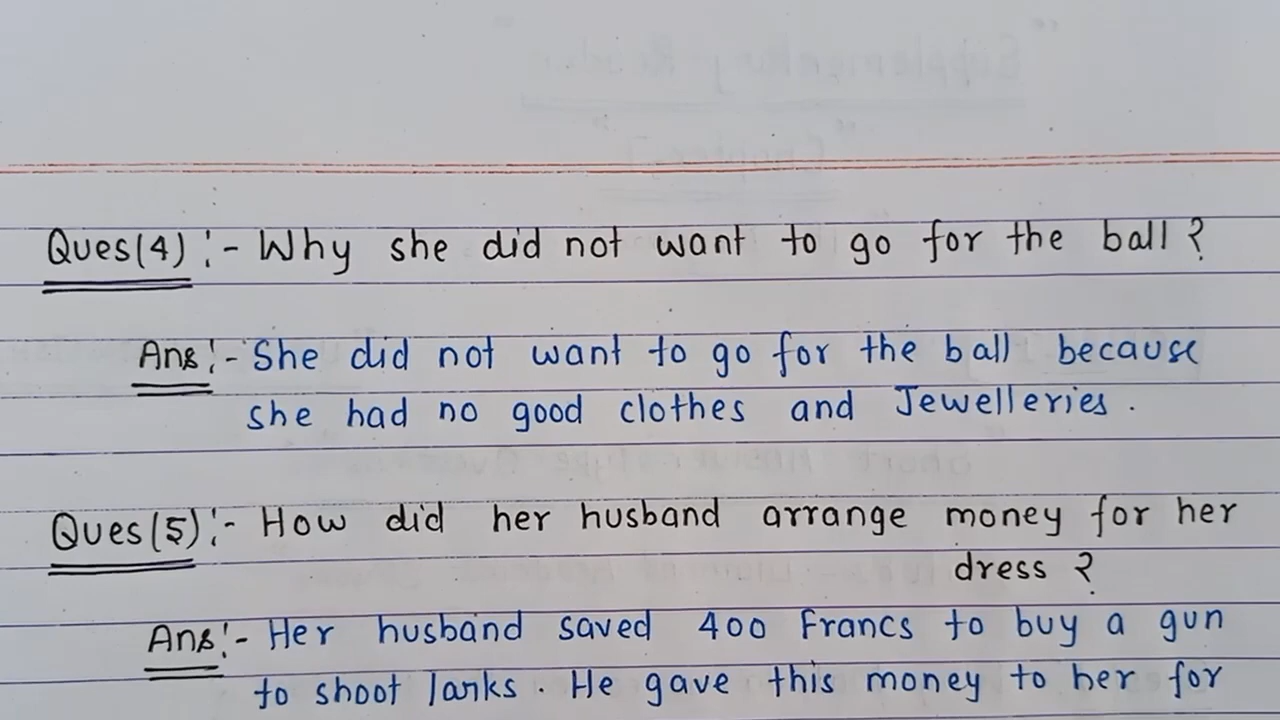 Ques(4):- Why she did not want to go for the ball?
Ans:- She did not want to go for the ball because
she had no good clothes and Jewelleries.
Ques(5):- How did her husband arrange money for her
dress?
Ans:- Her husband saved 400 Francs to buy a gun
to shoot larks. He gave this money to her for